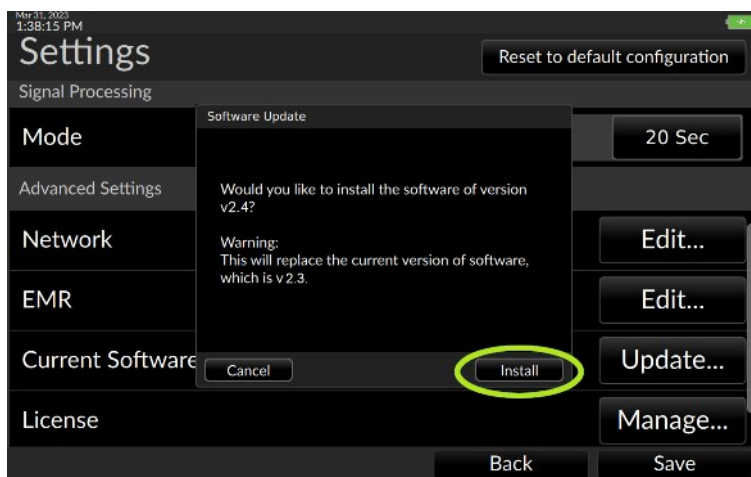 Mar 31, 2023
1:38:15 PM
Settings
Reset to default configuration
Signal Processing
Software Update
Mode
20 Sec
Advanced Settings
Would you like to install the software of version
v2.4?
Network
Edit...
Warning:
This will replace the current version of software,
which is v2.3.
EMR
Edit...
Current Software
Update...
Cancel
Install
License
Manage...
Back
Save